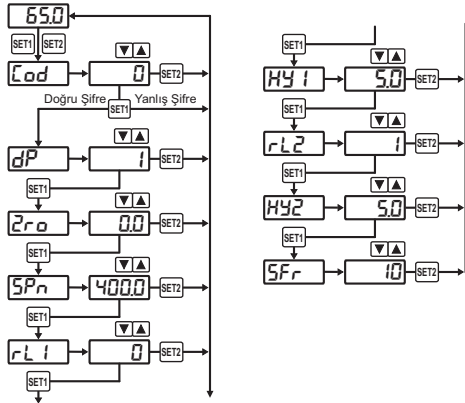 65.0
SET1 SET2
▼▲
Cod 0 SET2
Doğru Şifre SET1 Yanlış Şifre
▼▲
dP 1 SET2
SET1
▼▲
Zro 0.0 SET2
SET1
▼▲
SPn 400.0 SET2
SET1
▼▲
rL1 0 SET2
SET1
SET1
▼▲
HY1 5.0 SET2
SET1
▼▲
rL2 1 SET2
SET1
▼▲
HY2 5.0 SET2
SET1
▼▲
SFr 10 SET2